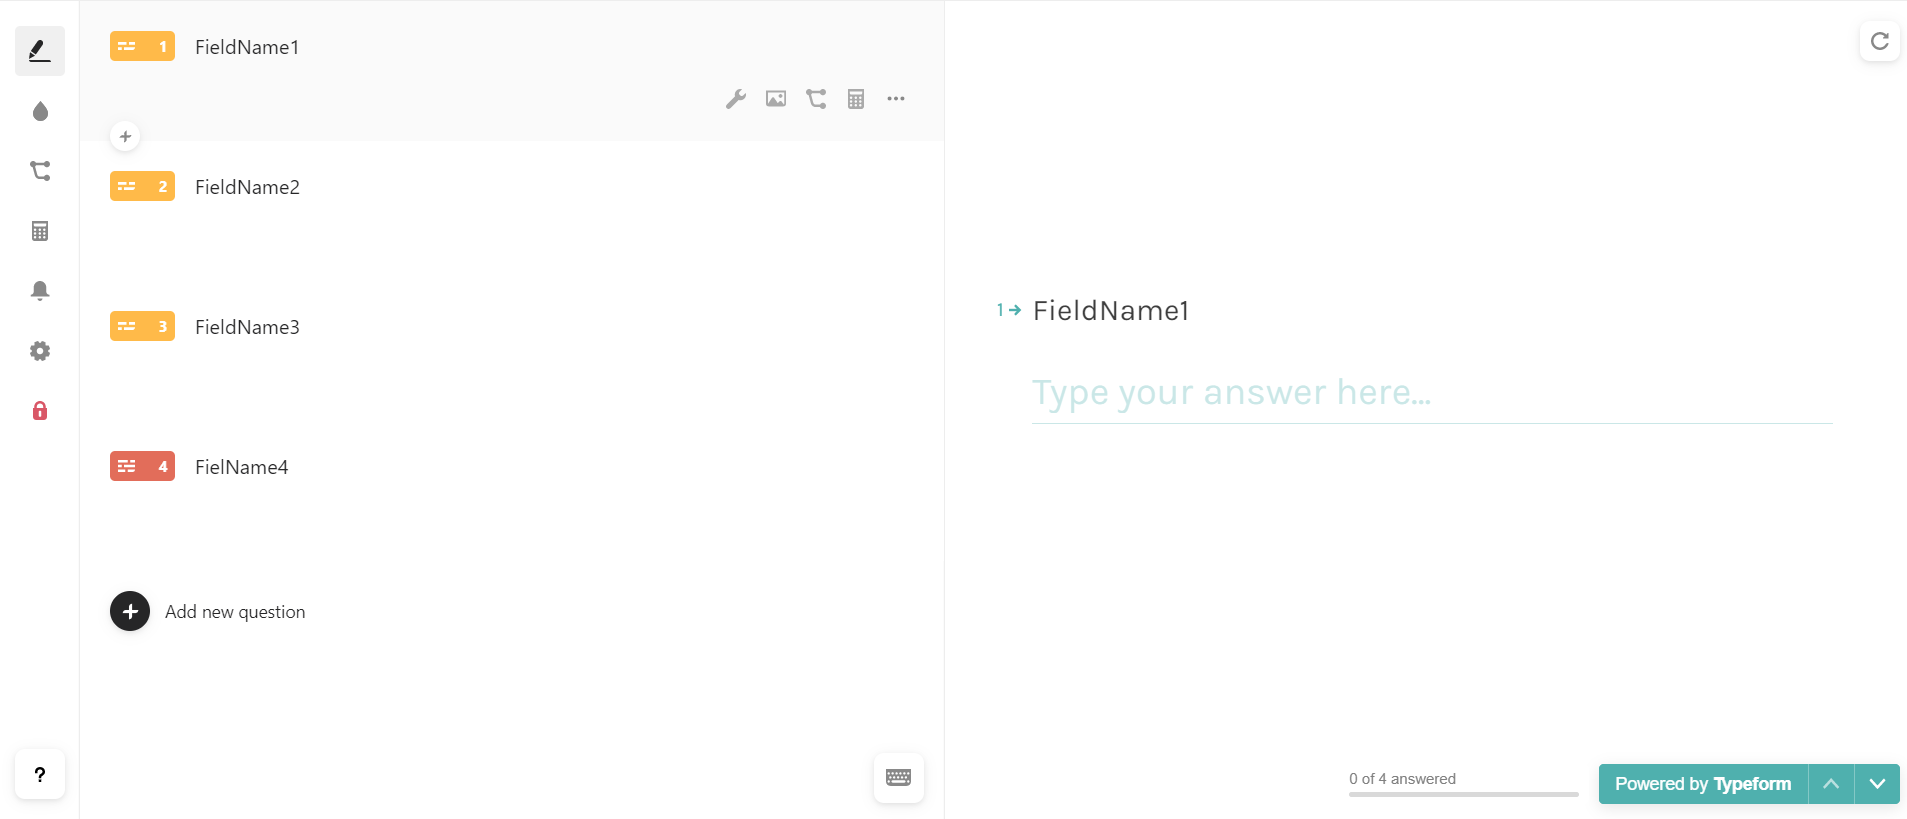 1 FieldName1
2 FieldName2
3 FieldName3
4 FielName4
Add new question
?
1 FieldName1
Type your answer here...
0 of 4 answered
Powered by Typeform